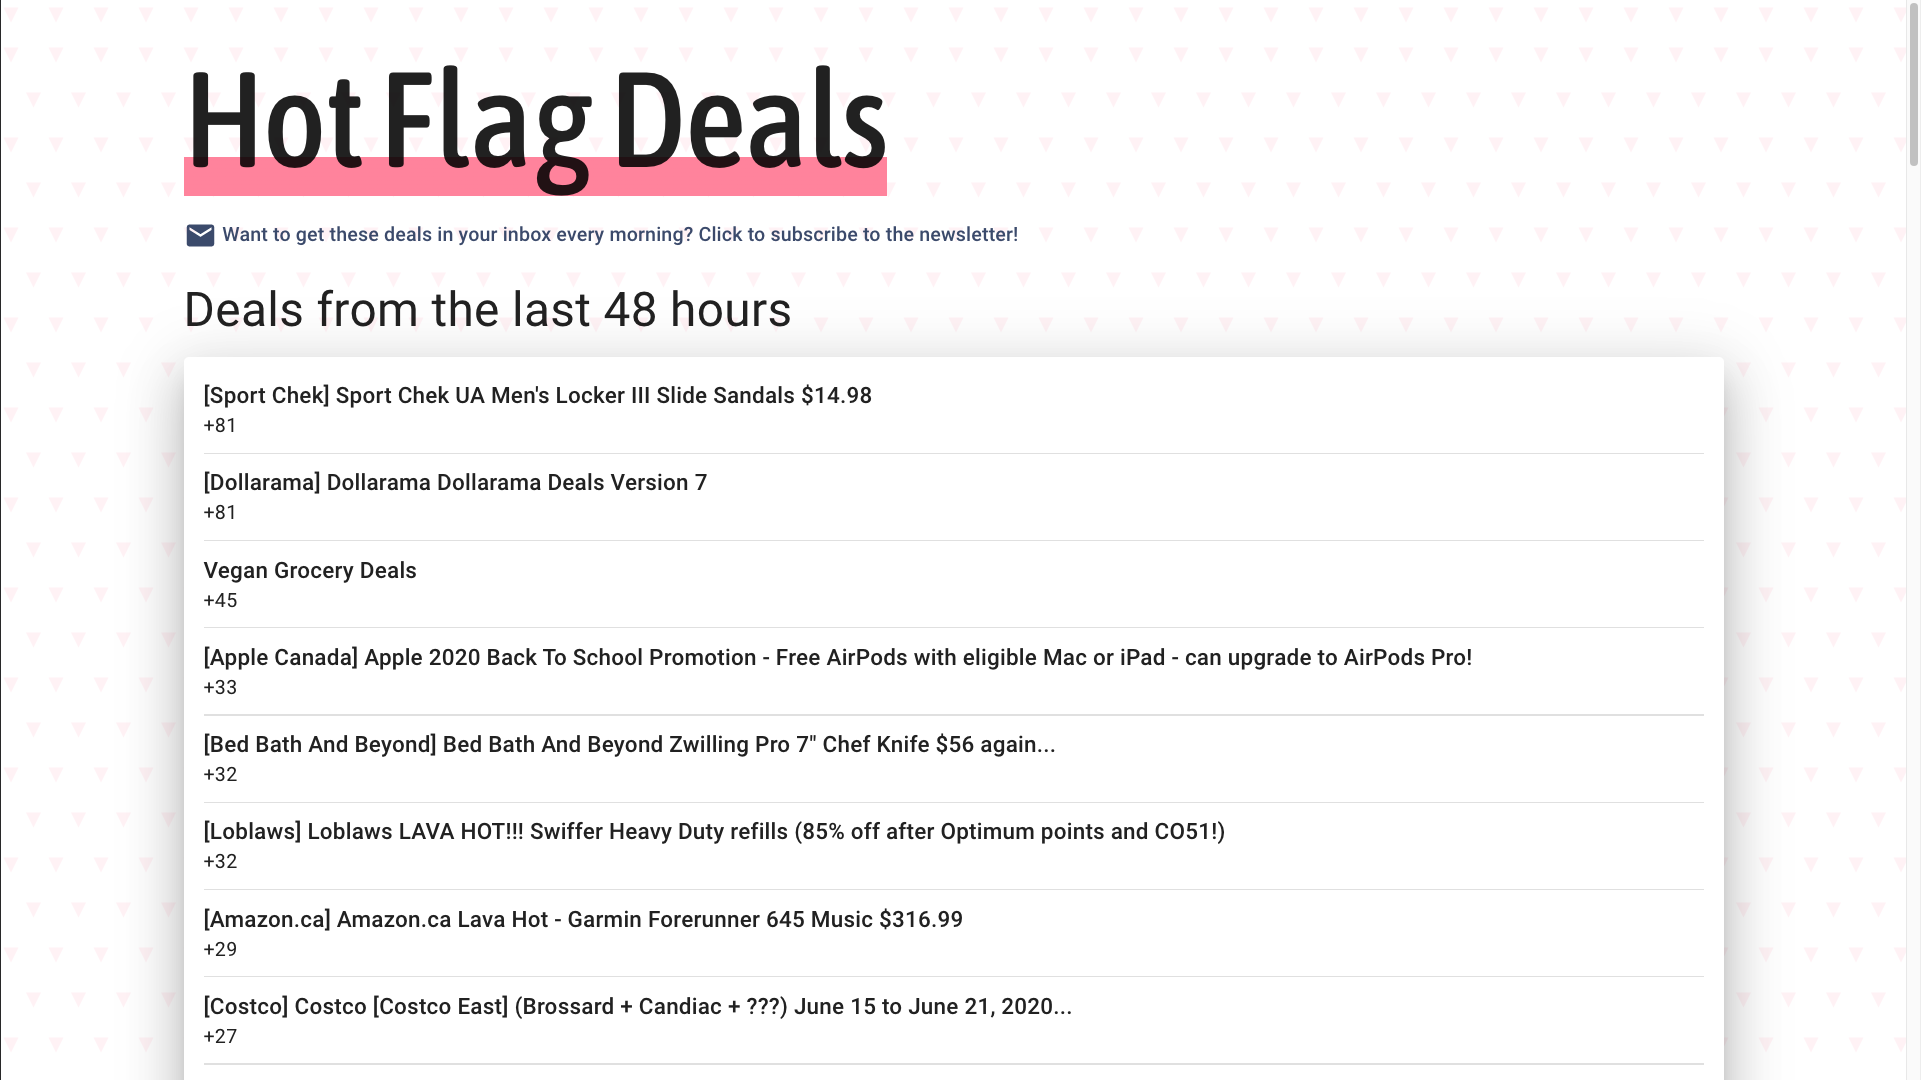 Hot Flag Deals
Want to get these deals in your inbox every morning? Click to subscribe to the newsletter!
Deals from the last 48 hours
[Sport Chek] Sport Chek UA Men's Locker III Slide Sandals $14.98
+81
[Dollarama] Dollarama Dollarama Deals Version 7
+81
Vegan Grocery Deals
+45
[Apple Canada] Apple 2020 Back To School Promotion - Free AirPods with eligible Mac or iPad - can upgrade to AirPods Pro!
+33
[Bed Bath And Beyond] Bed Bath And Beyond Zwilling Pro 7" Chef Knife $56 again...
+32
[Loblaws] Loblaws LAVA HOT!!! Swiffer Heavy Duty refills (85% off after Optimum points and CO51!)
+32
[Amazon.ca] Amazon.ca Lava Hot - Garmin Forerunner 645 Music $316.99
+29
[Costco] Costco [Costco East] (Brossard + Candiac + ???) June 15 to June 21, 2020...
+27